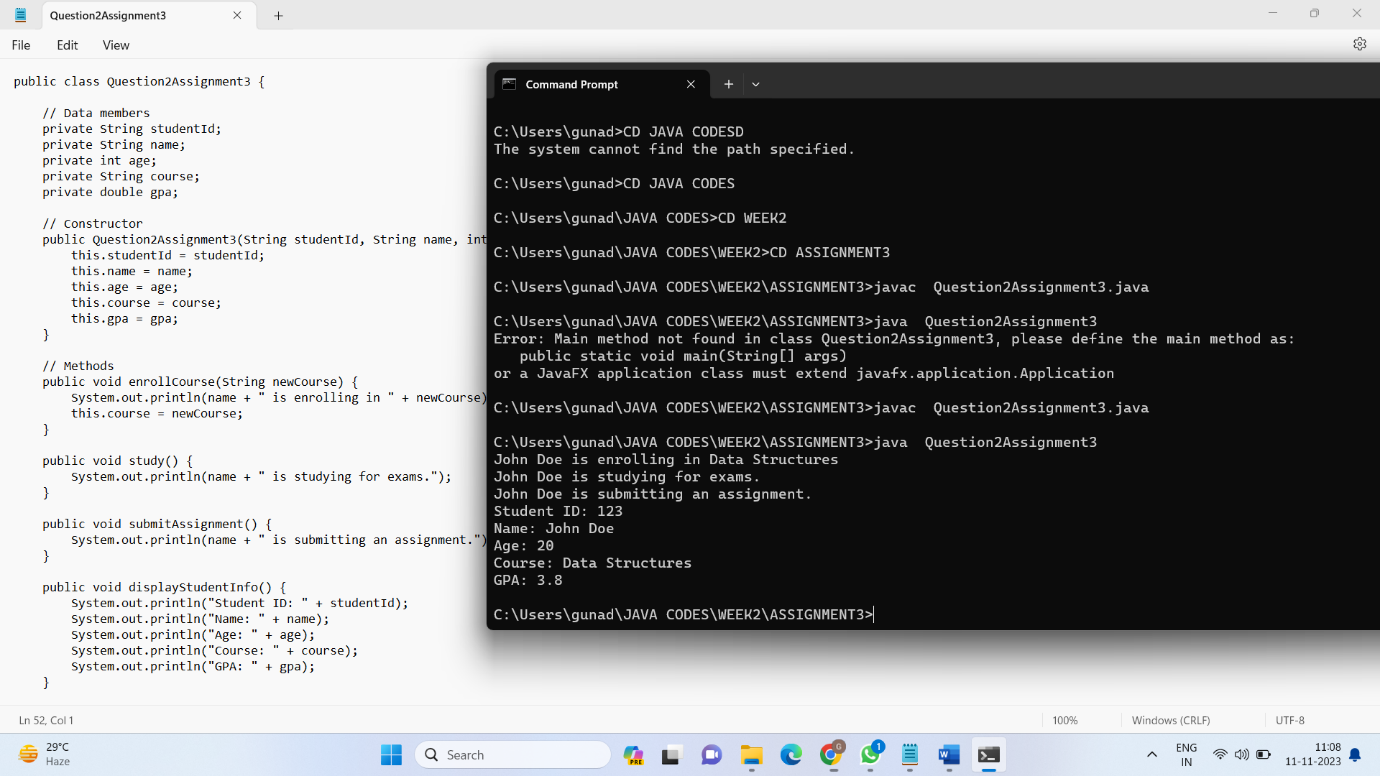 Question2Assignment3
File Edit View
public class Question2Assignment3 {
// Data members
private String studentId;
private String name;
private int age;
private String course;
private double gpa;
// Constructor
public Question2Assignment3(String studentId, String name, int
this.studentId = studentId;
this.name = name;
this.age = age;
this.course = course;
this.gpa = gpa;
}
// Methods
public void enrollCourse(String newCourse) {
System.out.println(name + " is enrolling in " + newCourse)
this.course = newCourse;
}
public void study() {
System.out.println(name + " is studying for exams.");
}
public void submitAssignment() {
System.out.println(name + " is submitting an assignment.")
}
public void displayStudentInfo() {
System.out.println("Student ID: " + studentId);
System.out.println("Name: " + name);
System.out.println("Age: " + age);
System.out.println("Course: " + course);
System.out.println("GPA: " + gpa);
}
Command Prompt
C:\Users\gunad>CD JAVA CODESD
The system cannot find the path specified.
C:\Users\gunad>CD JAVA CODES
C:\Users\gunad\JAVA CODES>CD WEEK2
C:\Users\gunad\JAVA CODES\WEEK2>CD ASSIGNMENT3
C:\Users\gunad\JAVA CODES\WEEK2\ASSIGNMENT3>javac  Question2Assignment3.java
C:\Users\gunad\JAVA CODES\WEEK2\ASSIGNMENT3>java  Question2Assignment3
Error: Main method not found in class Question2Assignment3, please define the main method as:
public static void main(String[] args)
or a JavaFX application class must extend javafx.application.Application
C:\Users\gunad\JAVA CODES\WEEK2\ASSIGNMENT3>javac  Question2Assignment3.java
C:\Users\gunad\JAVA CODES\WEEK2\ASSIGNMENT3>java  Question2Assignment3
John Doe is enrolling in Data Structures
John Doe is studying for exams.
John Doe is submitting an assignment.
Student ID: 123
Name: John Doe
Age: 20
Course: Data Structures
GPA: 3.8
C:\Users\gunad\JAVA CODES\WEEK2\ASSIGNMENT3>
Ln 52, Col 1
100%
Windows (CRLF)
UTF-8
29°C
Haze
Search
PRE
G
1
ENG
IN
11:08
11-11-2023